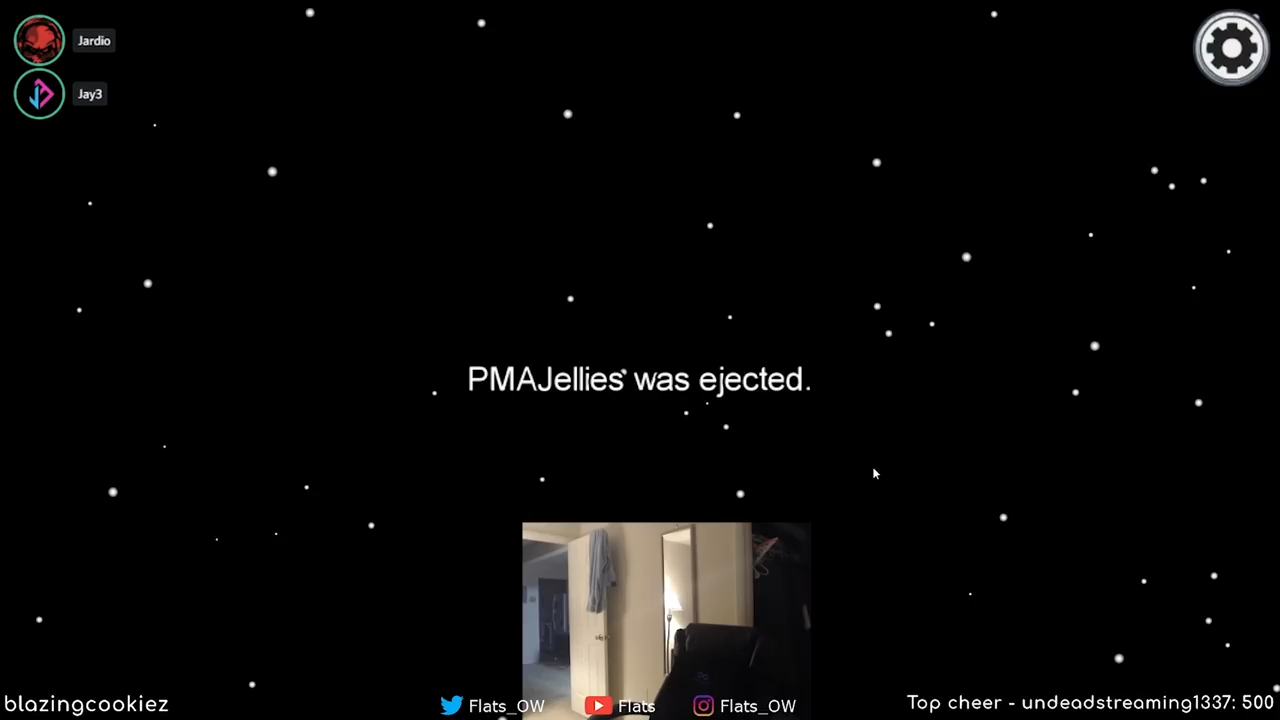 Jardio
Jay3
PMAJellies was ejected.
blazingcookiez
Flats_OW
Flats
Flats_OW
Top cheer - undeadstreaming1337: 500